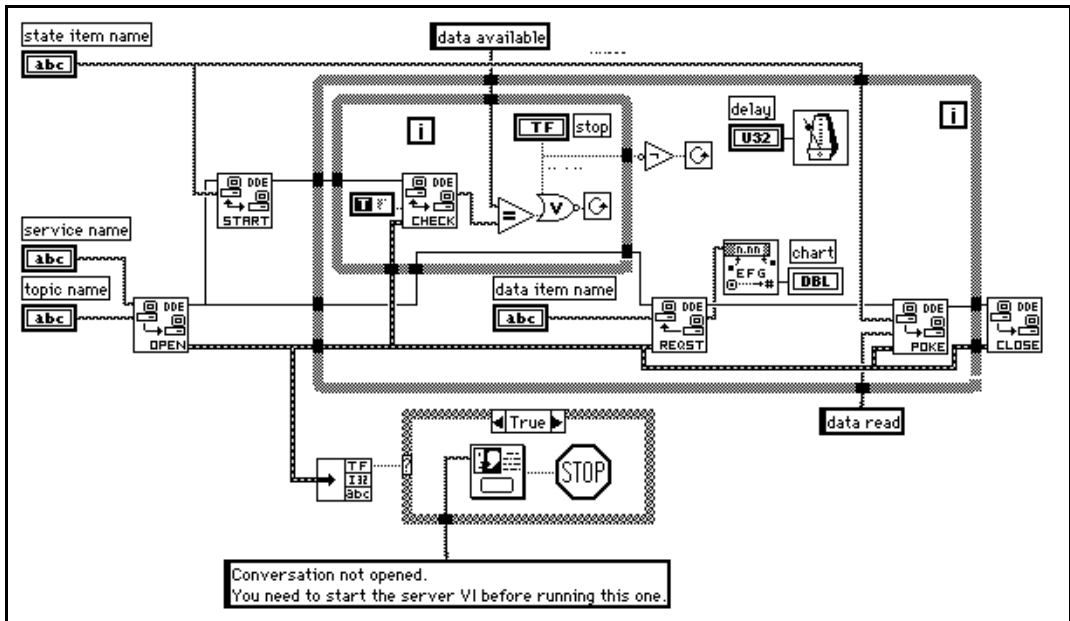 state item name
abc
data available
i
TF stop
delay
U32
i
DDE
START
T
DDE
CHECK
=
V
service name
abc
topic name
abc
DDE
OPEN
data item name
abc
DDE
REQST
n.nn
EFG
#
chart
DBL
DDE
POKE
DDE
CLOSE
data read
True
TF
I32
abc
?
STOP
Conversation not opened.
You need to start the server VI before running this one.